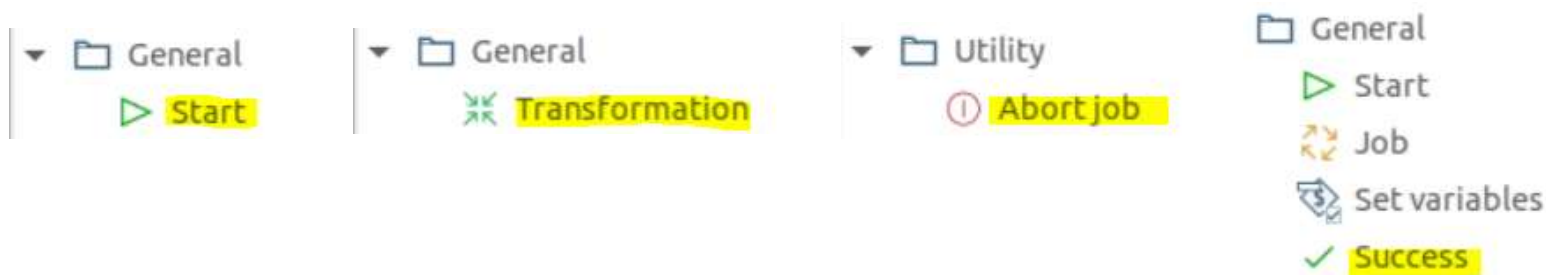 General
Start
General
Transformation
Utility
Abort job
General
Start
Job
Set variables
Success